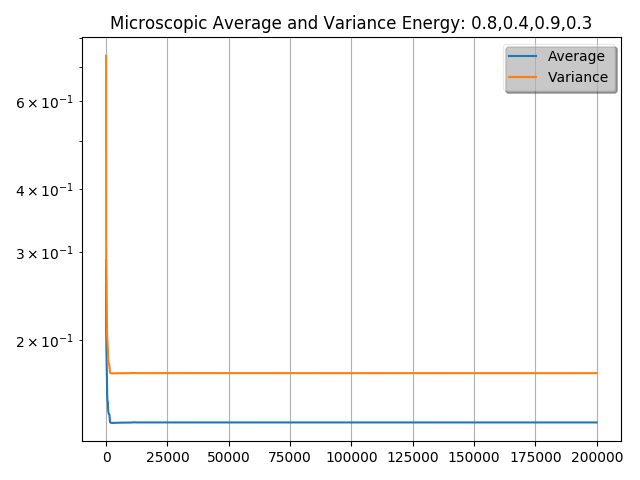 Microscopic Average and Variance Energy: 0.8,0.4,0.9,0.3
Average
Variance
6 × 10⁻¹
4 × 10⁻¹
3 × 10⁻¹
2 × 10⁻¹
0 25000 50000 75000 100000 125000 150000 175000 200000